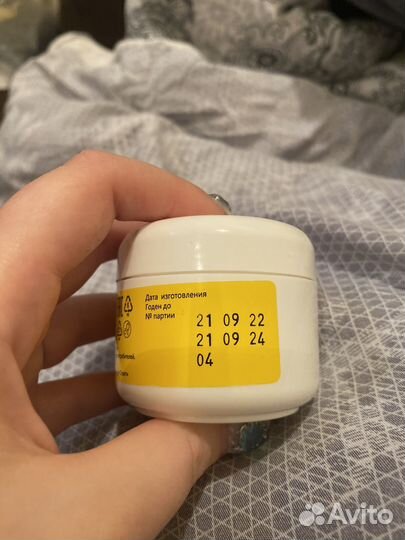 Дата изготовления
Годен до
№ партии
21 09 22
21 09 24
04
Avito